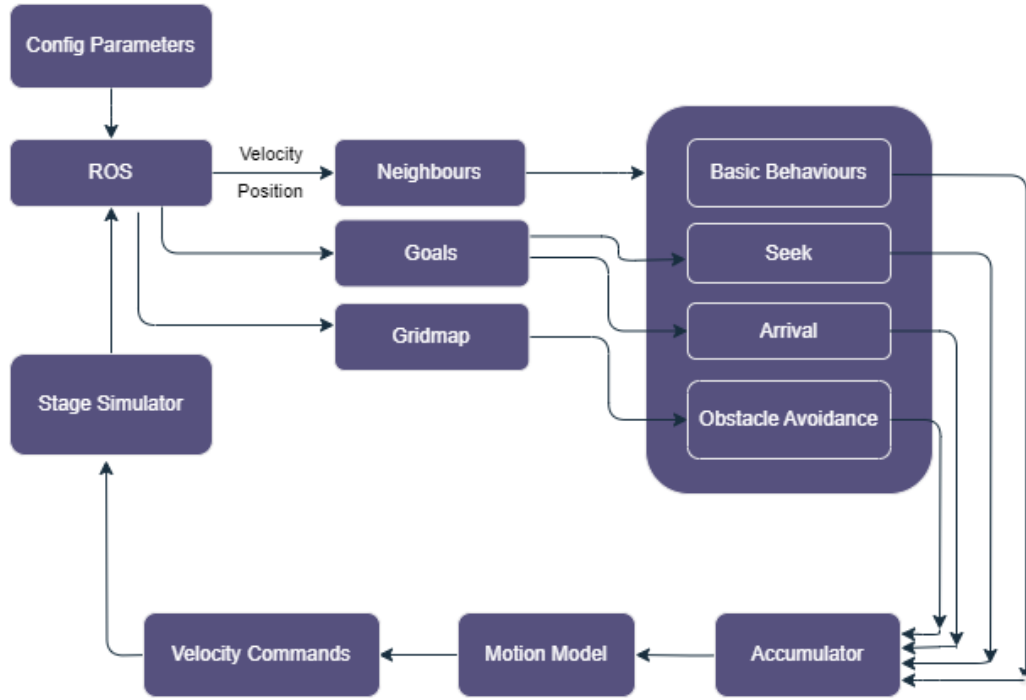 Config Parameters
ROS
Velocity
Position
Neighbours
Goals
Gridmap
Basic Behaviours
Seek
Arrival
Obstacle Avoidance
Stage Simulator
Velocity Commands
Motion Model
Accumulator